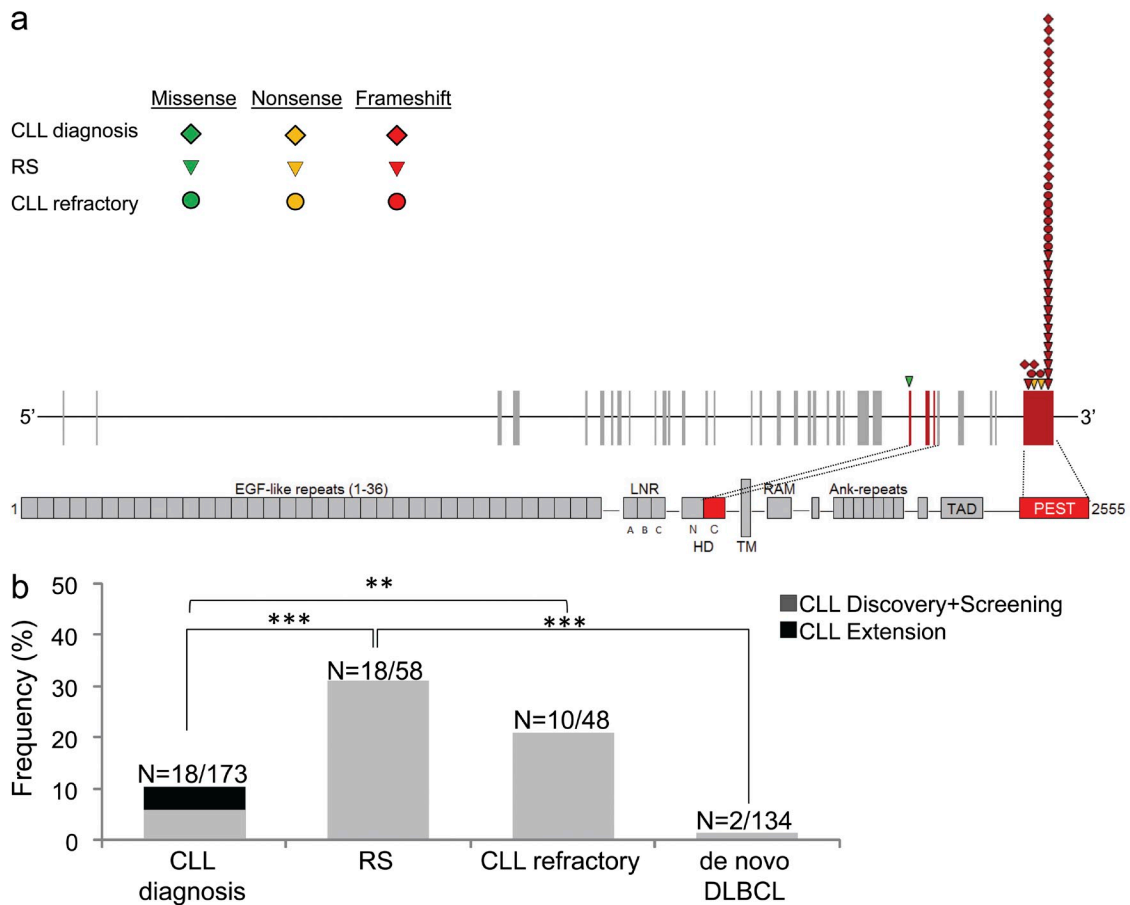 a
Missense Nonsense Frameshift
CLL diagnosis
RS
CLL refractory
5’ 3’
EGF-like repeats (1-36) LNR RAM Ank-repeats
1 TAD PEST 2555
A B C N C
HD TM
b
50
40
30
20
10
0
Frequency (%)
**
*** ***
CLL Discovery+Screening
CLL Extension
N=18/173
N=18/58
N=10/48
N=2/134
CLL diagnosis
RS
CLL refractory
de novo DLBCL